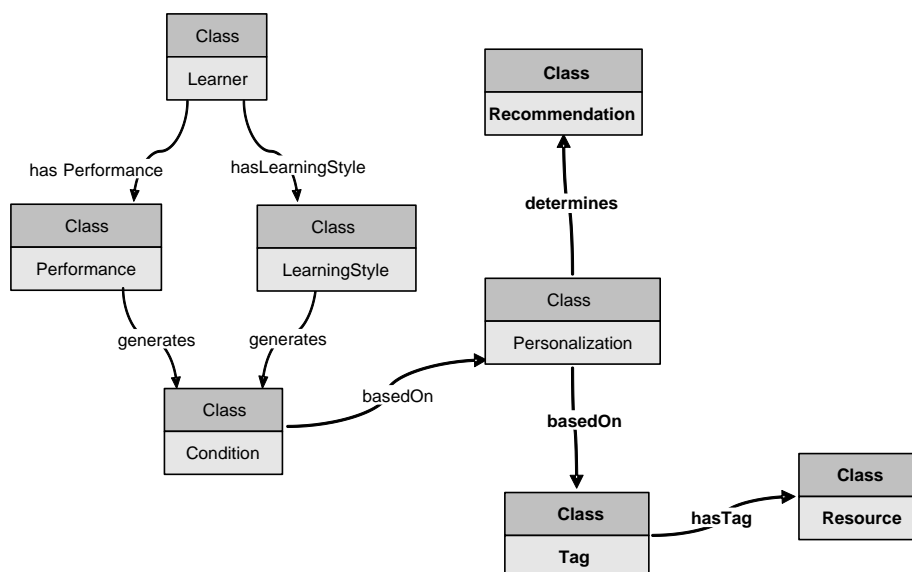 Class
Learner
has Performance
hasLearningStyle
Class
Performance
Class
LearningStyle
generates
generates
Class
Condition
basedOn
Class
Recommendation
determines
Class
Personalization
basedOn
Class
Tag
hasTag
Class
Resource